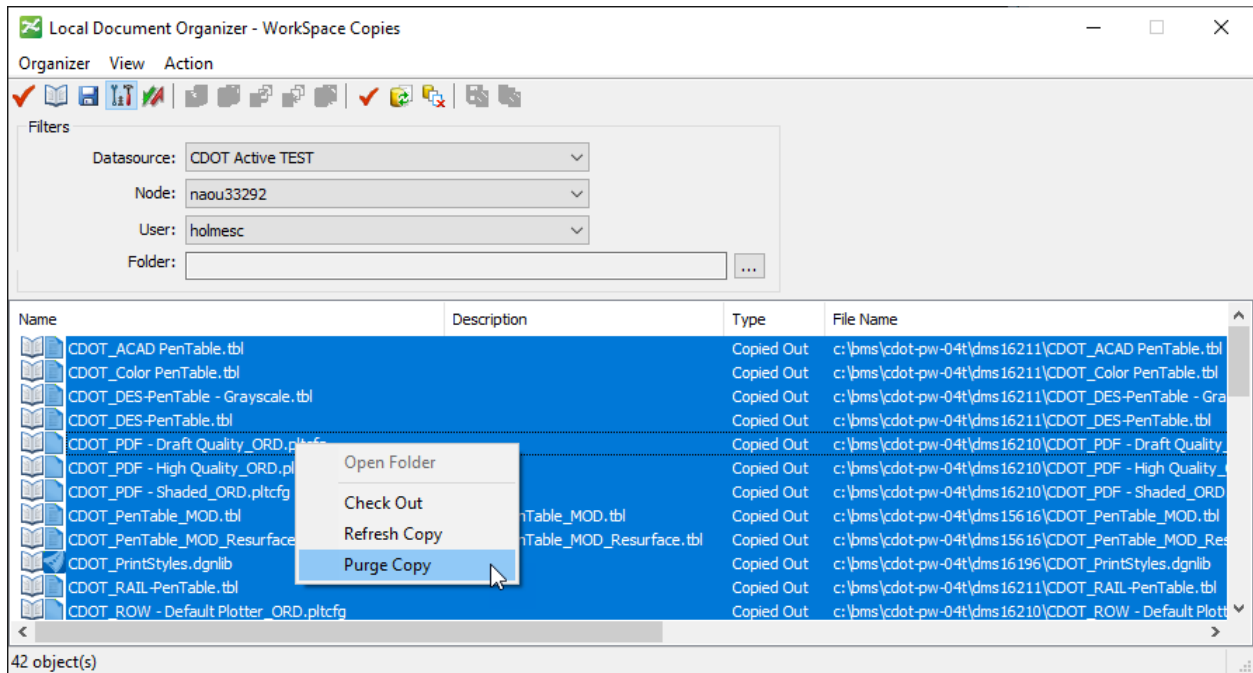 Local Document Organizer - WorkSpace Copies
Organizer View Action
Filters
Datasource: CDOT Active TEST
Node: naou33292
User: holmesc
Folder: ...
Name Description Type File Name
CDOT_ACAD PenTable.tbl Copied Out c:\bms\cdot-pw-04t\dms16211\CDOT_ACAD PenTable.tbl
CDOT_Color PenTable.tbl Copied Out c:\bms\cdot-pw-04t\dms16211\CDOT_Color PenTable.tbl
CDOT_DES-PenTable - Grayscale.tbl Copied Out c:\bms\cdot-pw-04t\dms16211\CDOT_DES-PenTable - Gra
CDOT_DES-PenTable.tbl Copied Out c:\bms\cdot-pw-04t\dms16211\CDOT_DES-PenTable.tbl
CDOT_PDF - Draft Quality_ORD.pltcfg Copied Out c:\bms\cdot-pw-04t\dms16210\CDOT_PDF - Draft Quality_
CDOT_PDF - High Quality_ORD.pl Copied Out c:\bms\cdot-pw-04t\dms16210\CDOT_PDF - High Quality_
CDOT_PDF - Shaded_ORD.pltcfg Copied Out c:\bms\cdot-pw-04t\dms16210\CDOT_PDF - Shaded_ORD
CDOT_PenTable_MOD.tbl nTable_MOD.tbl Copied Out c:\bms\cdot-pw-04t\dms15616\CDOT_PenTable_MOD.tbl
CDOT_PenTable_MOD_Resurface nTable_MOD_Resurface.tbl Copied Out c:\bms\cdot-pw-04t\dms15616\CDOT_PenTable_MOD_Res
CDOT_PrintStyles.dgnlib Copied Out c:\bms\cdot-pw-04t\dms16196\CDOT_PrintStyles.dgnlib
CDOT_RAIL-PenTable.tbl Copied Out c:\bms\cdot-pw-04t\dms16211\CDOT_RAIL-PenTable.tbl
CDOT_ROW - Default Plotter_ORD.pltcfg Copied Out c:\bms\cdot-pw-04t\dms16210\CDOT_ROW - Default Plott
Open Folder
Check Out
Refresh Copy
Purge Copy
42 object(s)